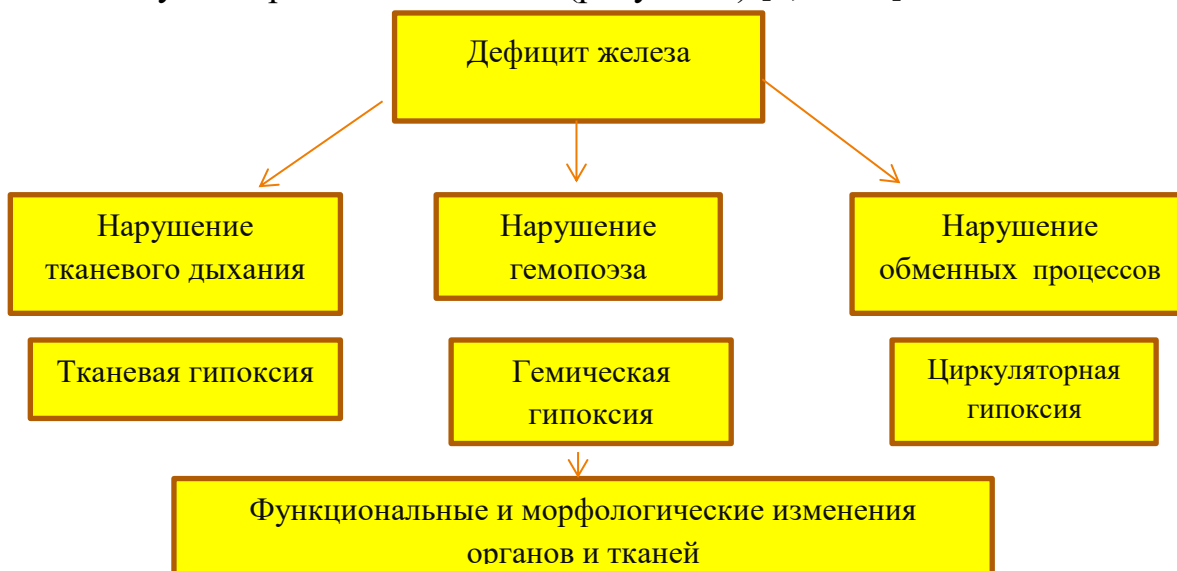 Дефицит железа
Нарушение
тканевого дыхания
Нарушение
гемопоэза
Нарушение
обменных процессов
Тканевая гипоксия
Гемическая
гипоксия
Циркуляторная
гипоксия
Функциональные и морфологические изменения
органов и тканей